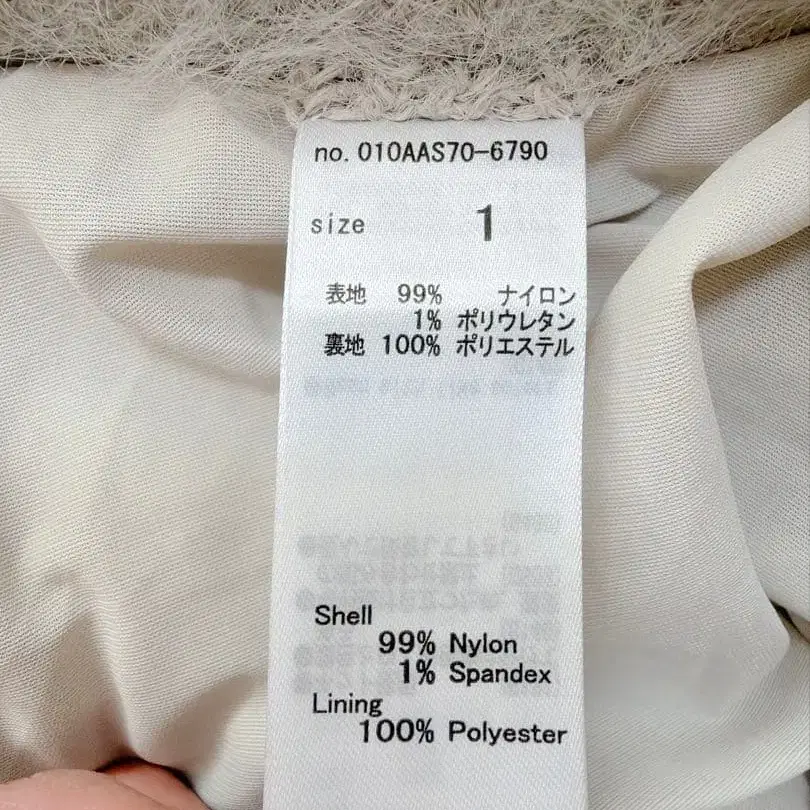 no. 010AAS70-6790
size 1
表地 99% ナイロン
1% ポリウレタン
裏地 100% ポリエステル
Shell
99% Nylon
1% Spandex
Lining
100% Polyester